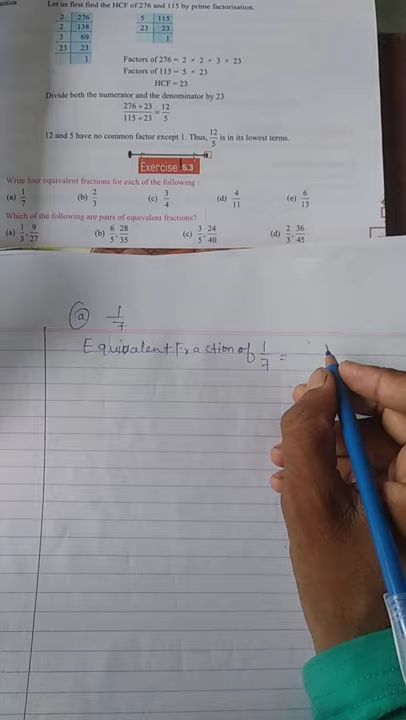 Let us first find the HCF of 276 and 115 by prime factorisation.
2 276
2 138
3 69
23 23
1
5 115
23 23
1
Factors of 276 = 2 × 2 × 3 × 23
Factors of 115 = 5 × 23
HCF = 23
Divide both the numerator and the denominator by 23
276 ÷ 23 / 115 ÷ 23 = 12/5
12 and 5 have no common factor except 1. Thus, 12/5 is in its lowest terms.
Exercise 5.3
Write four equivalent fractions for each of the following :
(a) 1/7 (b) 2/3 (c) 3/4 (d) 4/11 (e) 6/13
Which of the following are pairs of equivalent fractions?
(a) 1/3, 9/27 (b) 6/5, 28/35 (c) 3/5, 24/40 (d) 2/3, 36/45
(a) 1/7
Equivalent Fraction of 1/7 =